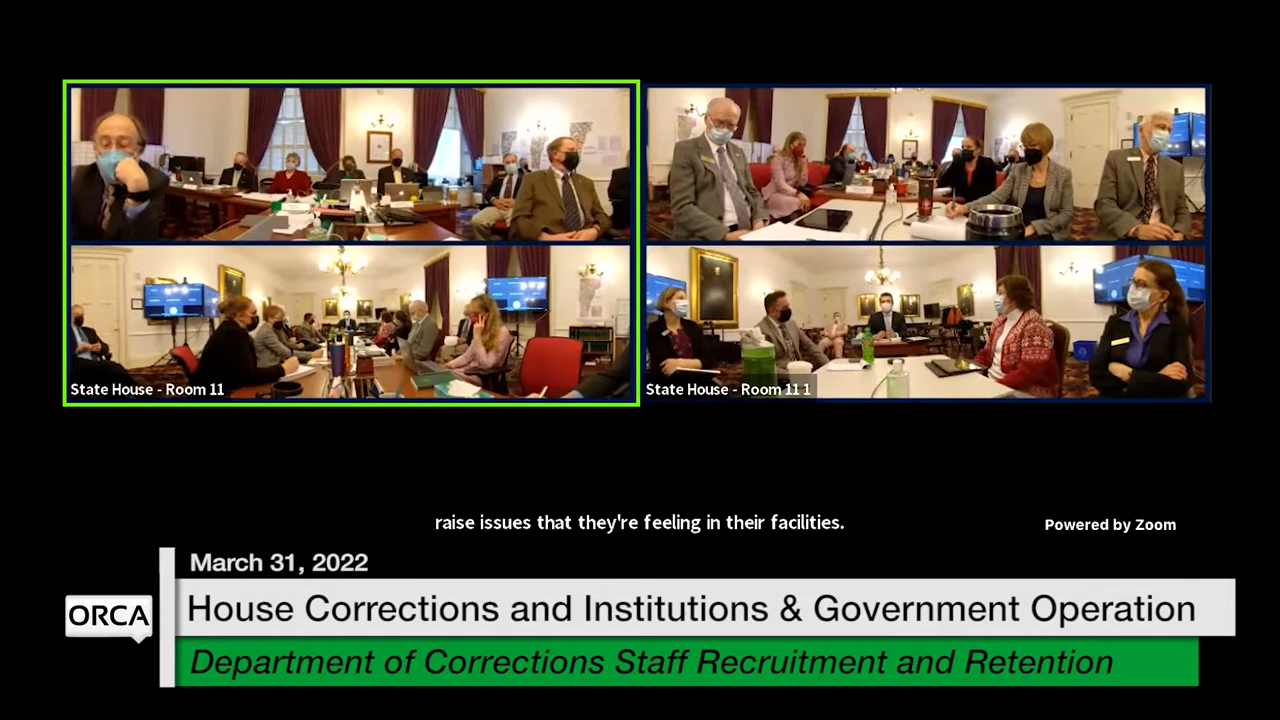 State House - Room 11
State House - Room 11 1
raise issues that they're feeling in their facilities.
Powered by Zoom
March 31, 2022
ORCA
House Corrections and Institutions & Government Operation
Department of Corrections Staff Recruitment and Retention